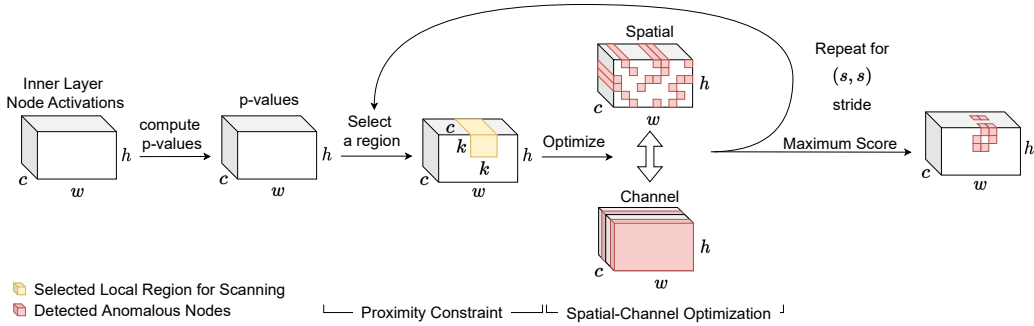 Inner Layer
Node Activations
c
w
h
compute
p-values
p-values
c
w
h
Select
a region
c
k
k
c
w
h
Optimize
Spatial
c
w
h
Channel
c
w
h
Repeat for
(s, s)
stride
Maximum Score
c
w
h
Selected Local Region for Scanning
Detected Anomalous Nodes
Proximity Constraint
Spatial-Channel Optimization